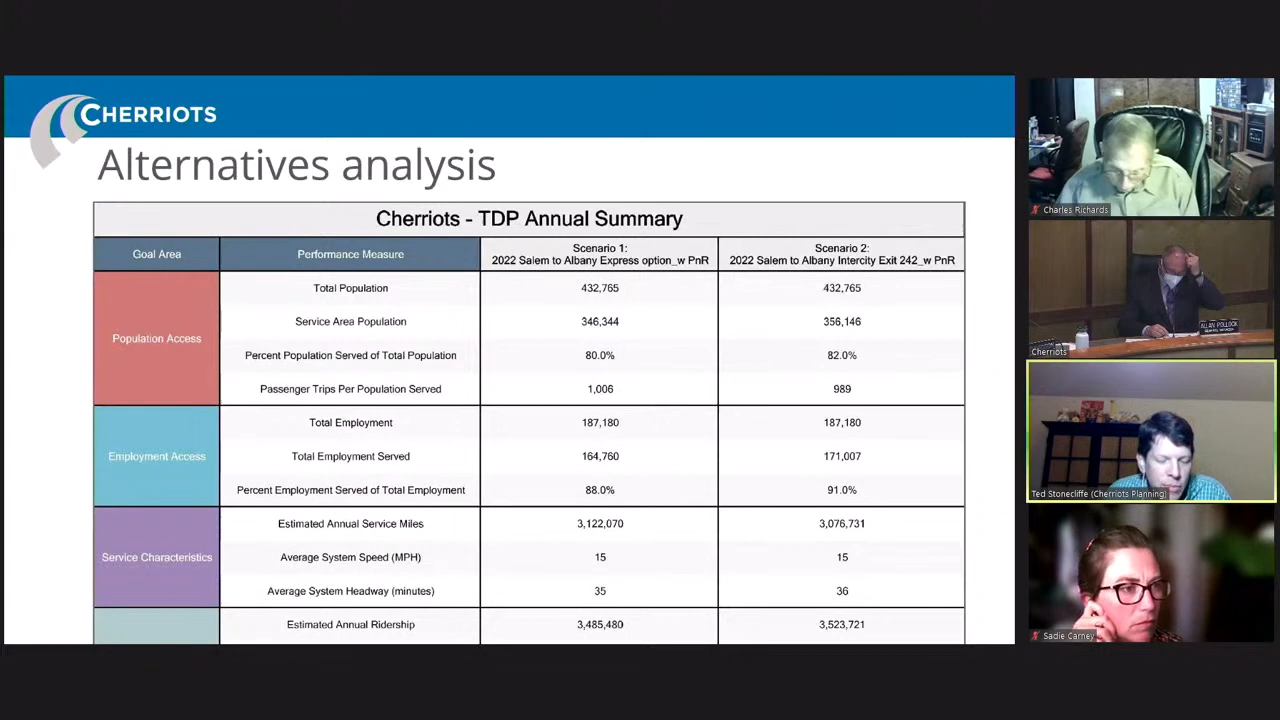 CHERRIOTS
Alternatives analysis
Cherriots - TDP Annual Summary
Goal Area
Performance Measure
Scenario 1:
2022 Salem to Albany Express option_w PnR
Scenario 2:
2022 Salem to Albany Intercity Exit 242_w PnR
Population Access
Total Population
432,765
432,765
Service Area Population
346,344
356,146
Percent Population Served of Total Population
80.0%
82.0%
Passenger Trips Per Population Served
1,006
989
Employment Access
Total Employment
187,180
187,180
Total Employment Served
164,760
171,007
Percent Employment Served of Total Employment
88.0%
91.0%
Service Characteristics
Estimated Annual Service Miles
3,122,070
3,076,731
Average System Speed (MPH)
15
15
Average System Headway (minutes)
35
36
Estimated Annual Ridership
3,485,480
3,523,721
Charles Richards
ALLAN POLLOCK
Cherriots
Ted Stonecliffe (Cherriots Planning)
Sadie Carney